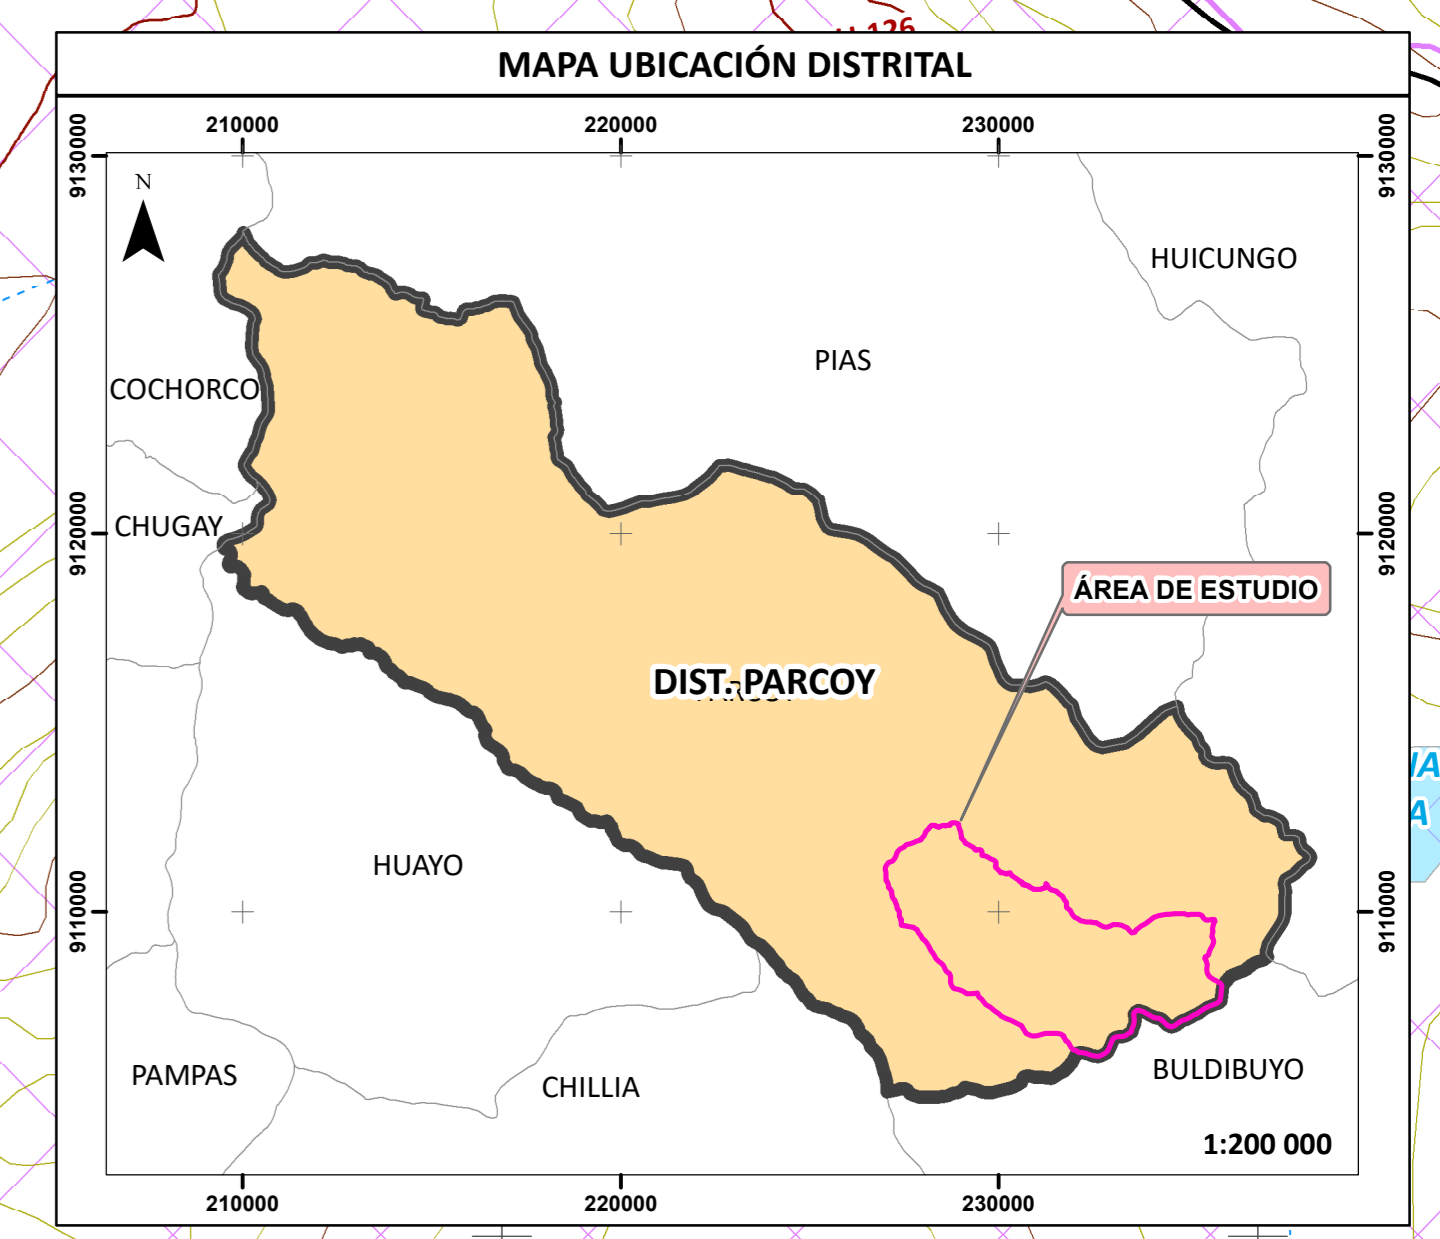 MAPA UBICACIÓN DISTRITAL
210000 220000 230000
9130000 9130000
N
HUICUNGO
PIAS
COCHORCO
CHUGAY
9120000 9120000
ÁREA DE ESTUDIO
DIST. PARCOY
HUAYO
9110000 9110000
PAMPAS
CHILLIA
BULDIBUYO
1:200 000
210000 220000 230000